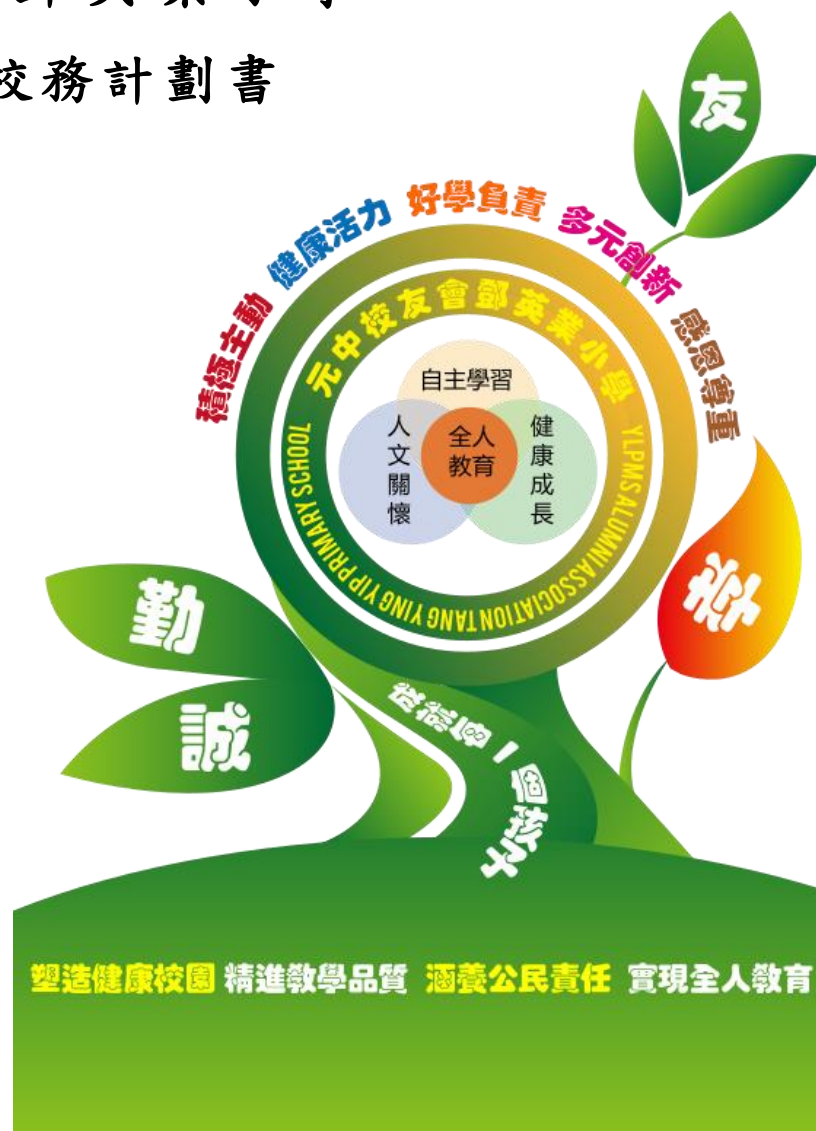 校務計劃書
友
積極主動 健康活力 好學負責 多元創新 感恩尊重
元中校友會鄧英業小學
YLPMS ALUMNI ASSOCIATION TANG YING YIP PRIMARY SCHOOL
自主學習
人文關懷
全人
教育
健康成長
勤
誠
成就每一個孩子
塑造健康校園 精進教學品質 涵養公民責任 實現全人教育